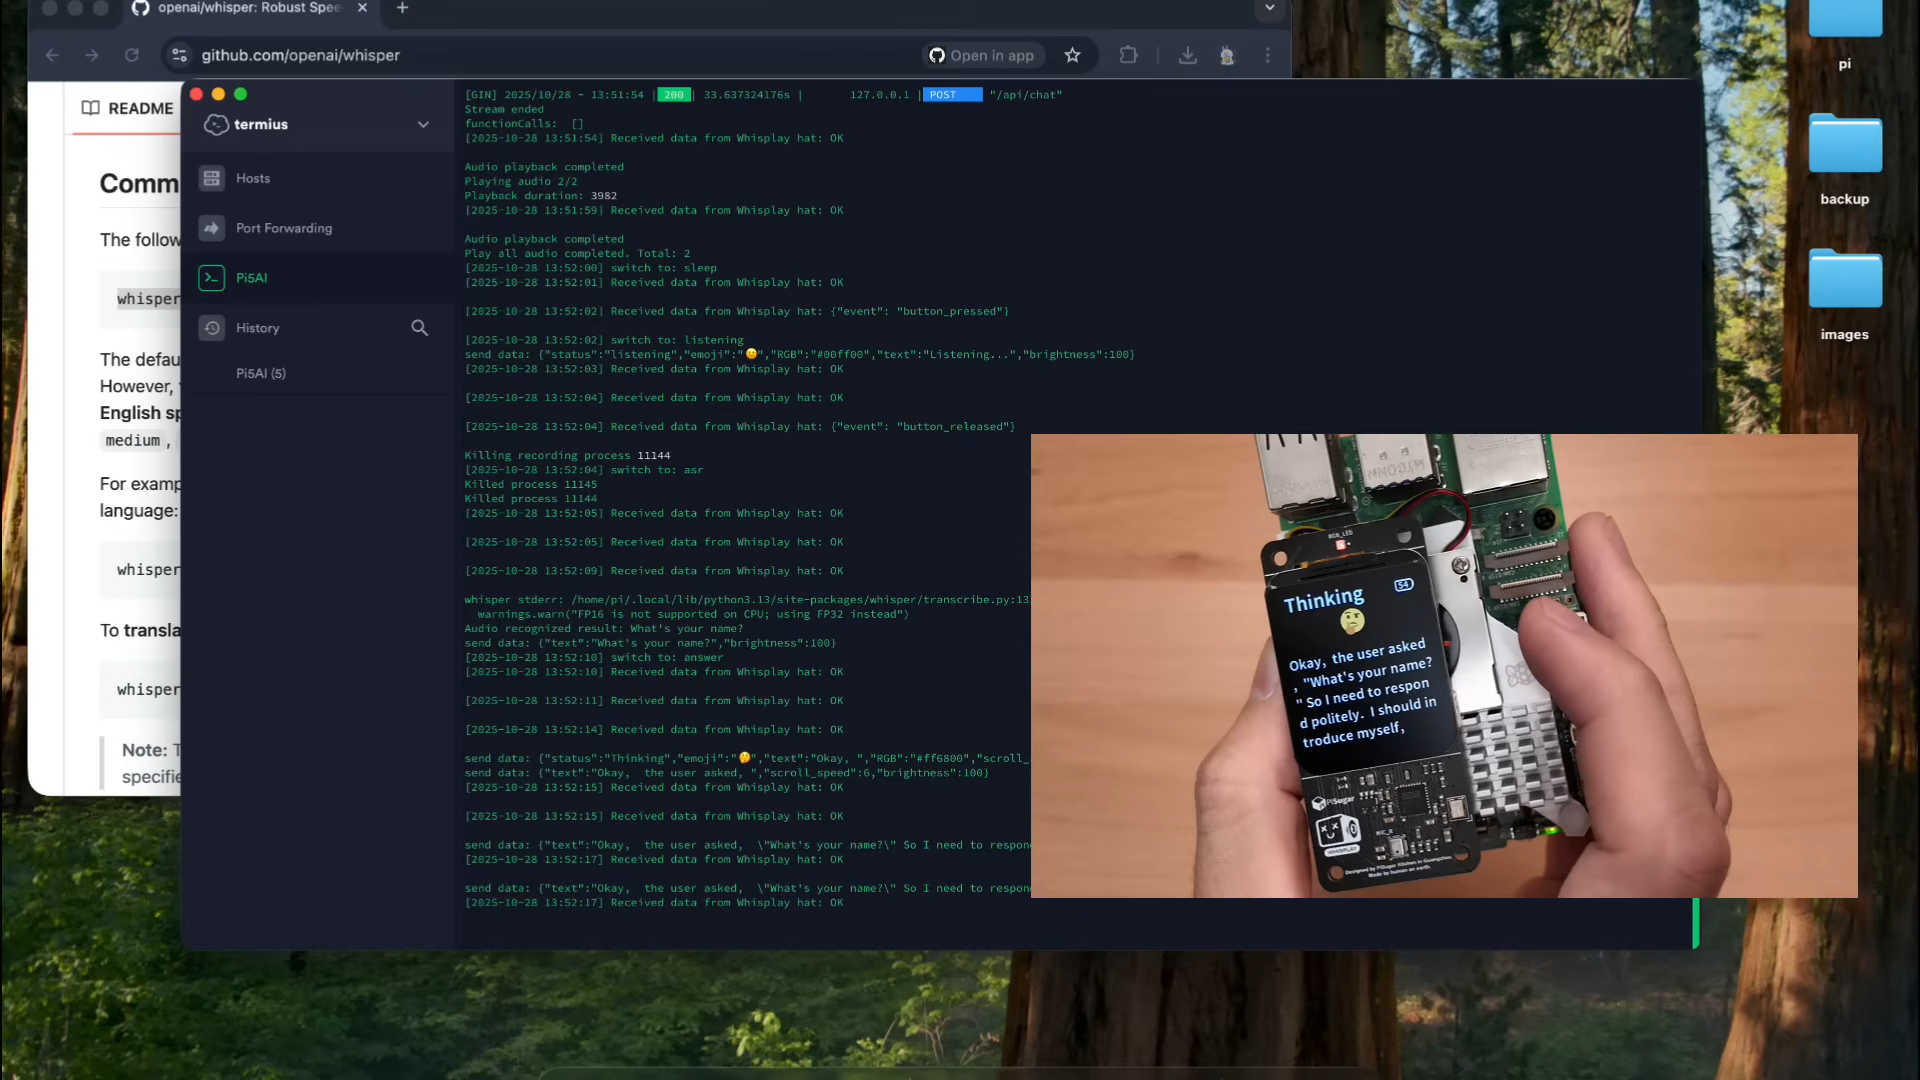 openai/whisper: Robust Spee
github.com/openai/whisper
Open in app
README
Comm
The follow
whisper
The defau
However,
English sp
medium ,
For examp
language:
whisper
To transla
whisper
Note:
specifie
termius
Hosts
Port Forwarding
Pi5AI
History
Pi5AI (5)
[GIN] 2025/10/28 - 13:51:54 | 200 | 33.637324176s | 127.0.0.1 | POST "/api/chat"
Stream ended
functionCalls: []
[2025-10-28 13:51:54] Received data from Whisplay hat: OK
Audio playback completed
Playing audio 2/2
Playback duration: 3982
[2025-10-28 13:51:59] Received data from Whisplay hat: OK
Audio playback completed
Play all audio completed. Total: 2
[2025-10-28 13:52:00] switch to: sleep
[2025-10-28 13:52:01] Received data from Whisplay hat: OK
[2025-10-28 13:52:02] Received data from Whisplay hat: {"event": "button_pressed"}
[2025-10-28 13:52:02] switch to: listening
send data: {"status":"listening","emoji":"😐","RGB":"#00ff00","text":"Listening...","brightness":100}
[2025-10-28 13:52:03] Received data from Whisplay hat: OK
[2025-10-28 13:52:04] Received data from Whisplay hat: OK
[2025-10-28 13:52:04] Received data from Whisplay hat: {"event": "button_released"}
Killing recording process 11144
[2025-10-28 13:52:04] switch to: asr
Killed process 11145
Killed process 11144
[2025-10-28 13:52:05] Received data from Whisplay hat: OK
[2025-10-28 13:52:05] Received data from Whisplay hat: OK
[2025-10-28 13:52:09] Received data from Whisplay hat: OK
whisper stderr: /home/pi/.local/lib/python3.13/site-packages/whisper/transcribe.py:13
warnings.warn("FP16 is not supported on CPU; using FP32 instead")
Audio recognized result: What's your name?
send data: {"text":"What's your name?","brightness":100}
[2025-10-28 13:52:10] switch to: answer
[2025-10-28 13:52:10] Received data from Whisplay hat: OK
[2025-10-28 13:52:11] Received data from Whisplay hat: OK
[2025-10-28 13:52:14] Received data from Whisplay hat: OK
send data: {"status":"Thinking","emoji":"🤔","text":"Okay, ","RGB":"#ff6800","scroll_
send data: {"text":"Okay,  the user asked, ","scroll_speed":6,"brightness":100}
[2025-10-28 13:52:15] Received data from Whisplay hat: OK
[2025-10-28 13:52:15] Received data from Whisplay hat: OK
send data: {"text":"Okay,  the user asked,  \"What's your name?\" So I need to respon
[2025-10-28 13:52:17] Received data from Whisplay hat: OK
send data: {"text":"Okay,  the user asked,  \"What's your name?\" So I need to respon
[2025-10-28 13:52:17] Received data from Whisplay hat: OK
RGB_LED
Thinking
54
Okay, the user asked
, "What's your name?
" So I need to respon
d politely. I should in
troduce myself,
PiSugar
WHISPLAY
MIC_R
Designed by PiSugar Kitchen in Guangzhou
Made by human on earth.
pi
backup
images